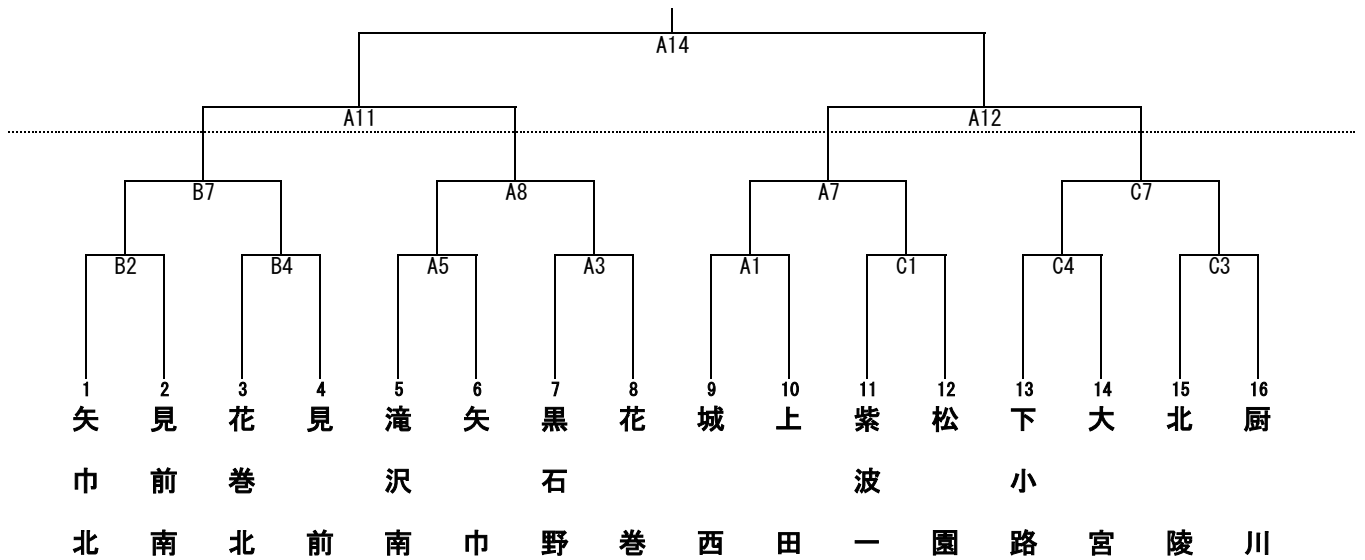 A14
A11
A12
B7
A8
A7
C7
B2
B4
A5
A3
A1
C1
C4
C3
1
2
3
4
5
6
7
8
9
10
11
12
13
14
15
16
矢巾北
見前南
花巻北
見前
滝沢南
矢巾
黒石野
花巻
城西
上田
紫波一
松園
下小路
大宮
北陵
厨川